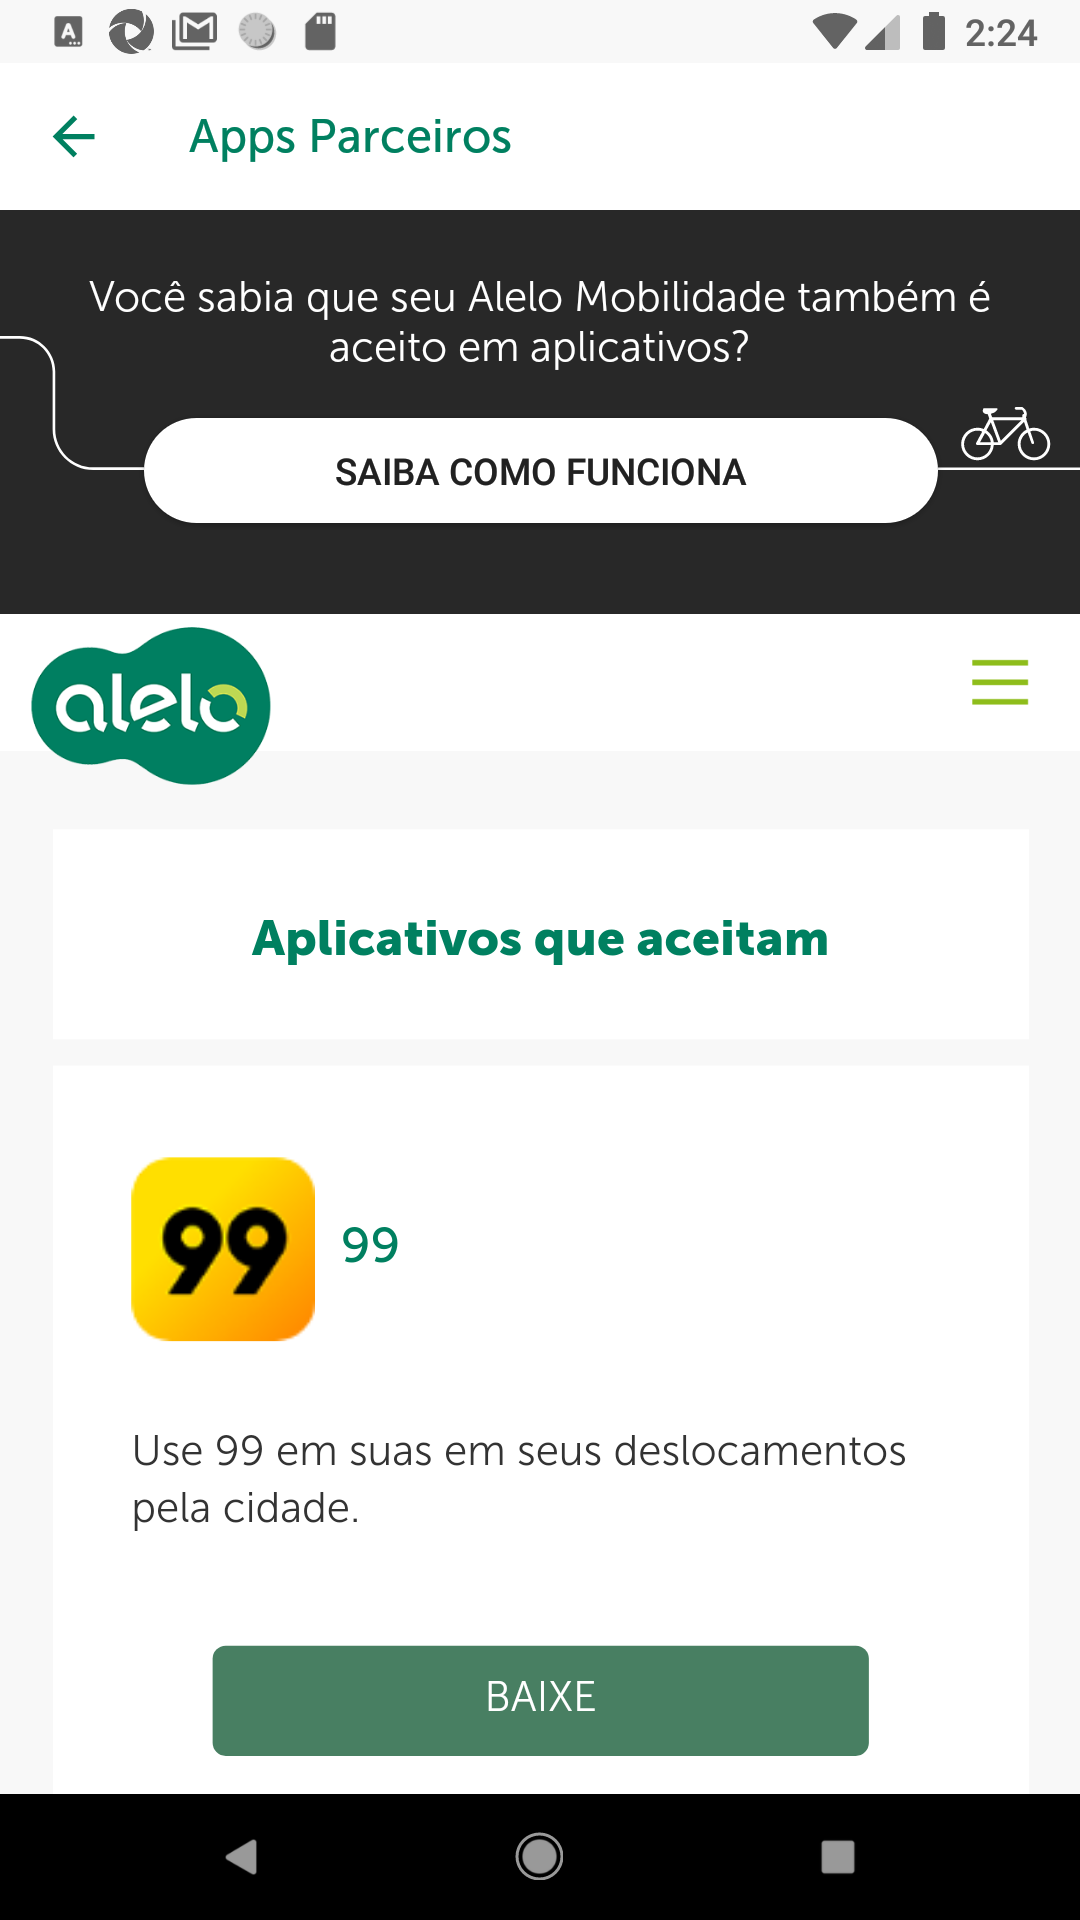 2:24
Apps Parceiros
Você sabia que seu Alelo Mobilidade também é
aceito em aplicativos?
SAIBA COMO FUNCIONA
alelo
Aplicativos que aceitam
99
99
Use 99 em suas em seus deslocamentos
pela cidade.
BAIXE